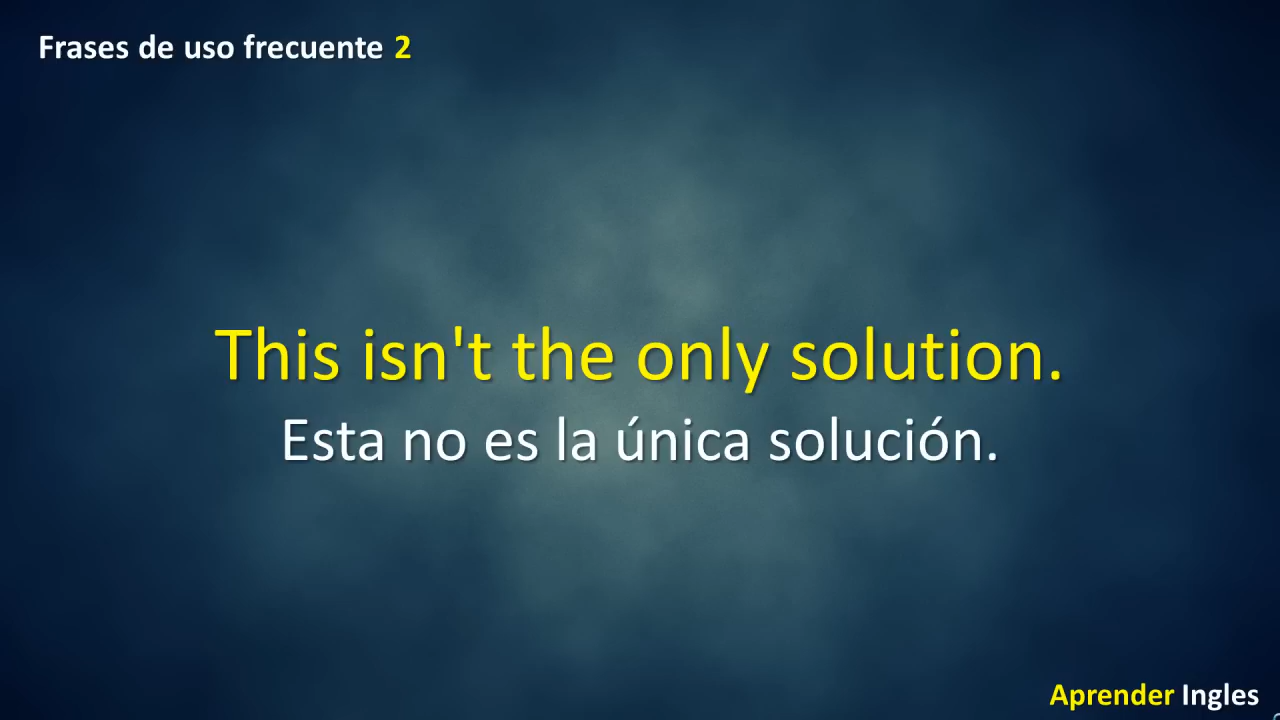 Frases de uso frecuente 2
This isn't the only solution.
Esta no es la única solución.
Aprender Ingles